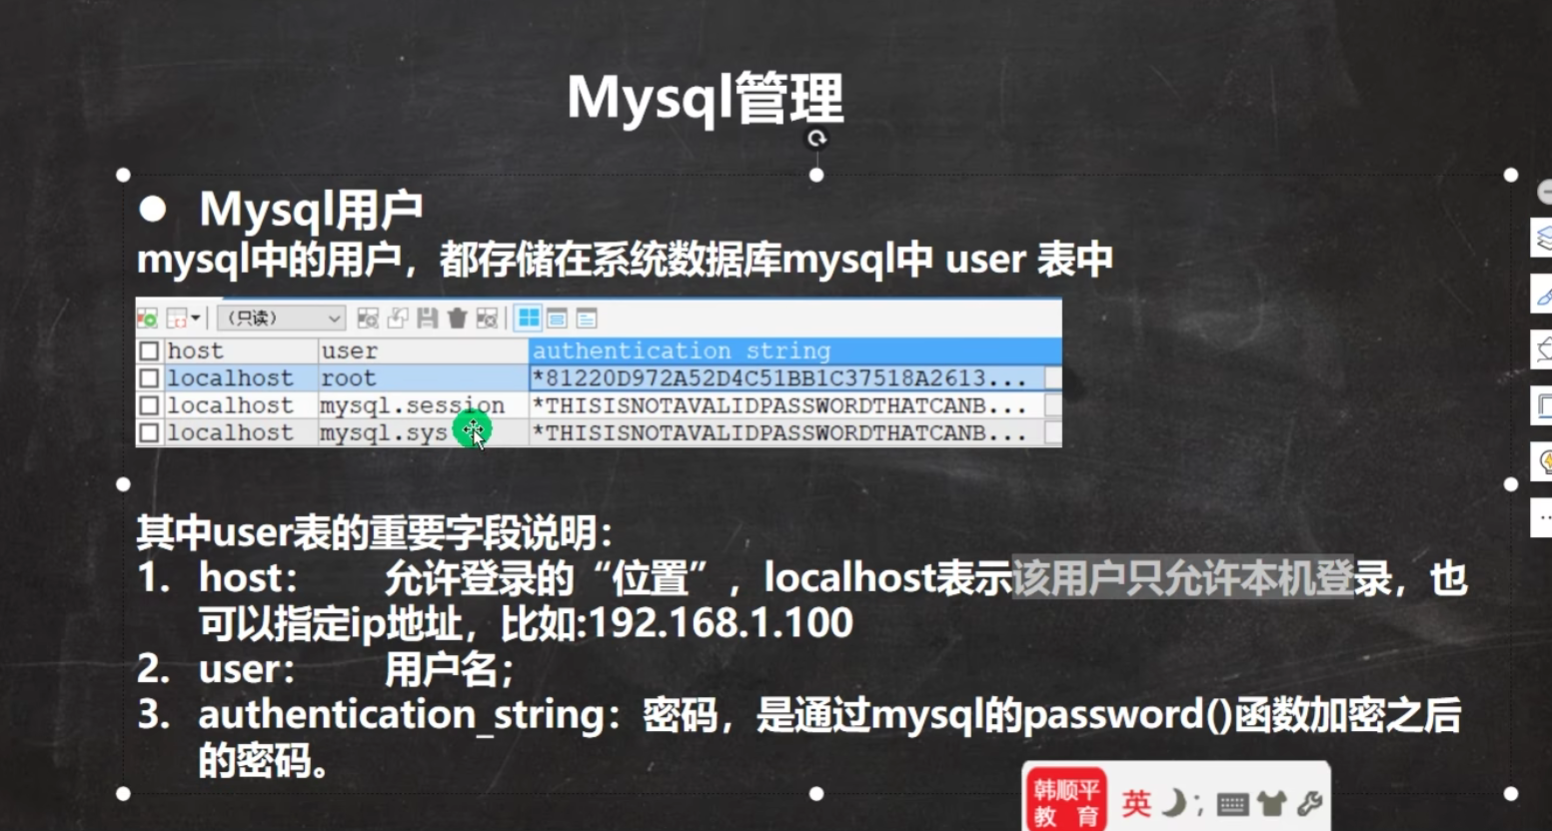 Mysql管理
● Mysql用户
mysql中的用户，都存储在系统数据库mysql中 user 表中
（只读）
host user authentication string
localhost root *81220D972A52D4C51BB1C37518A2613...
localhost mysql.session *THISISNOTAVALIDPASSWORDTHATCANB...
localhost mysql.sys *THISISNOTAVALIDPASSWORDTHATCANB...
其中user表的重要字段说明：
1. host： 允许登录的“位置”，localhost表示该用户只允许本机登录，也
可以指定ip地址，比如:192.168.1.100
2. user： 用户名；
3. authentication_string：密码，是通过mysql的password()函数加密之后
的密码。
韩顺平
教 育
英